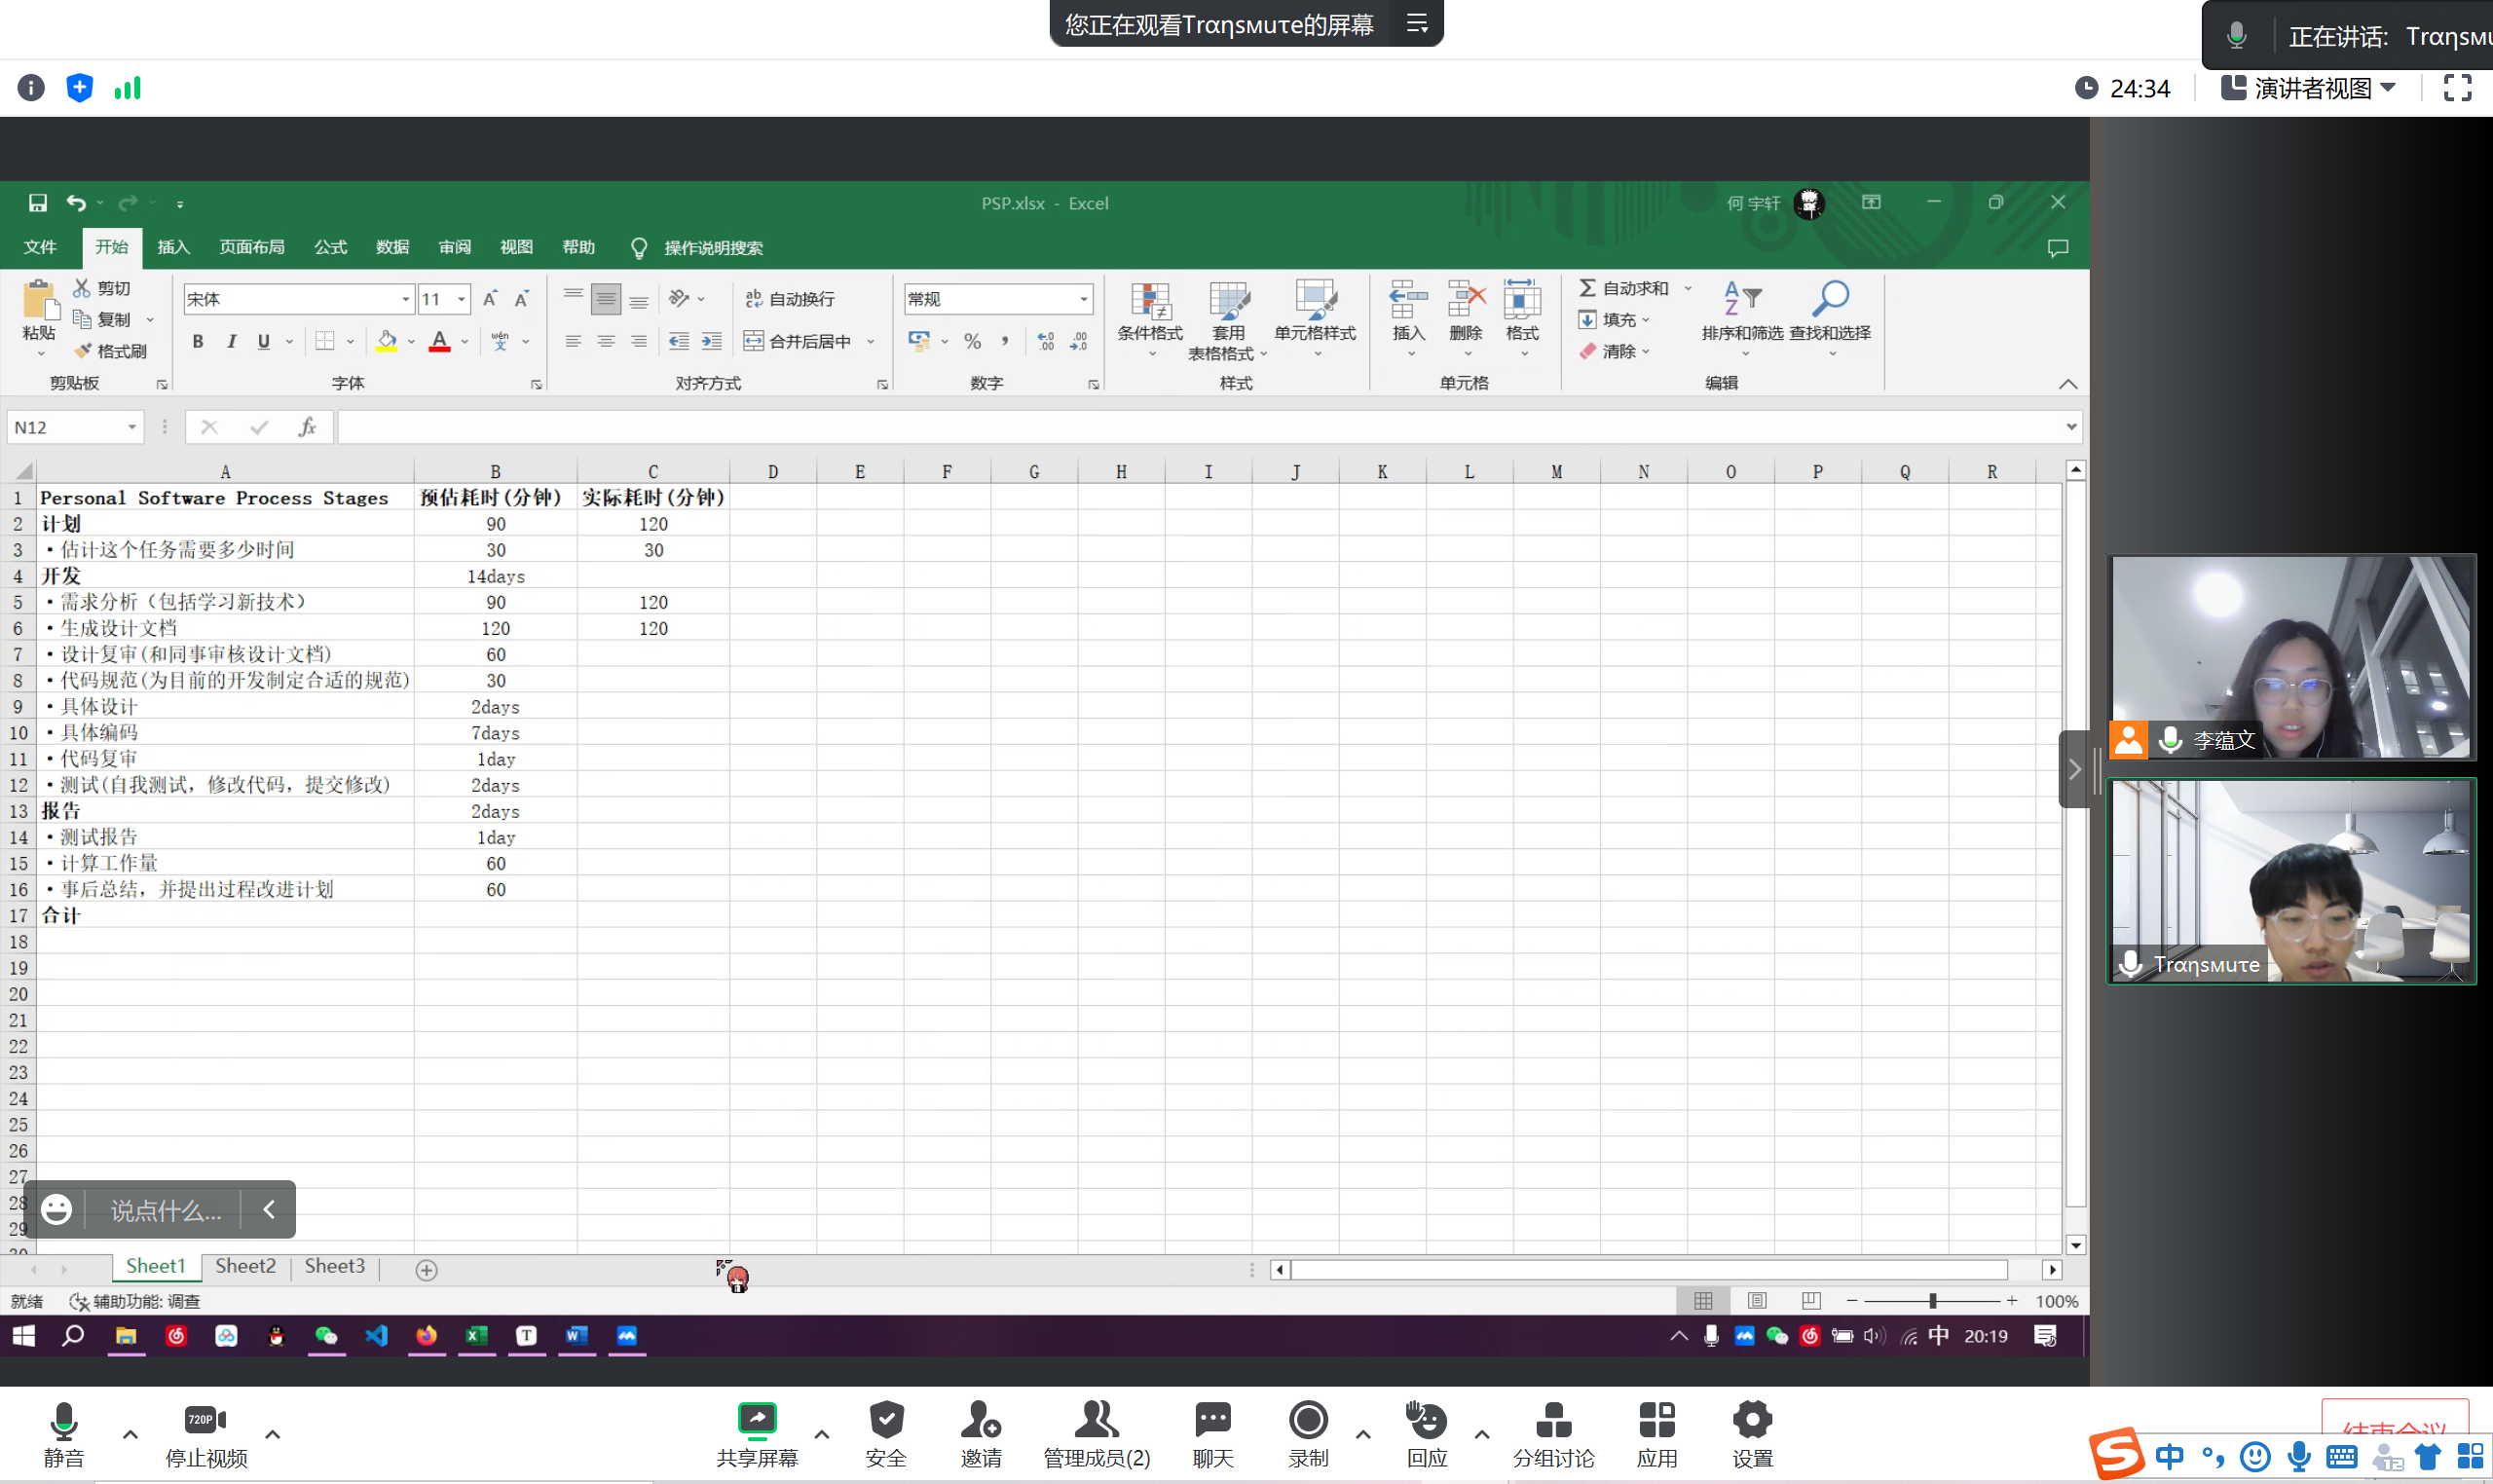 您正在观看Trαηsмuτe的屏幕
正在讲话: Trαηsмu
24:34
演讲者视图
PSP.xlsx - Excel
何 宇轩
文件 开始 插入 页面布局 公式 数据 审阅 视图 帮助 操作说明搜索
粘贴
剪切
复制
格式刷
剪贴板
宋体 11
B I U A wén 文
字体
ab 自动换行
合并后居中
对齐方式
常规
%
数字
条件格式
套用
表格格式
单元格样式
样式
插入 删除 格式
单元格
自动求和
填充
清除
排序和筛选 查找和选择
编辑
N12 fx
A B C D E F G H I J K L M N O P Q R
1 Personal Software Process Stages 预估耗时(分钟) 实际耗时(分钟)
2 计划 90 120
3 ·估计这个任务需要多少时间 30 30
4 开发 14days
5 ·需求分析（包括学习新技术） 90 120
6 ·生成设计文档 120 120
7 ·设计复审(和同事审核设计文档) 60
8 ·代码规范(为目前的开发制定合适的规范) 30
9 ·具体设计 2days
10 ·具体编码 7days
11 ·代码复审 1day
12 ·测试(自我测试，修改代码，提交修改) 2days
13 报告 2days
14 ·测试报告 1day
15 ·计算工作量 60
16 ·事后总结，并提出过程改进计划 60
17 合计
18
19
20
21
22
23
24
25
26
27
28
29
30
说点什么...
Sheet1 Sheet2 Sheet3
就绪 辅助功能: 调查
100%
中 20:19
李蕴文
Trαηsмuτe
静音
720P
停止视频
共享屏幕
安全
邀请
管理成员(2)
聊天
录制
回应
分组讨论
应用
设置
结束会议
中